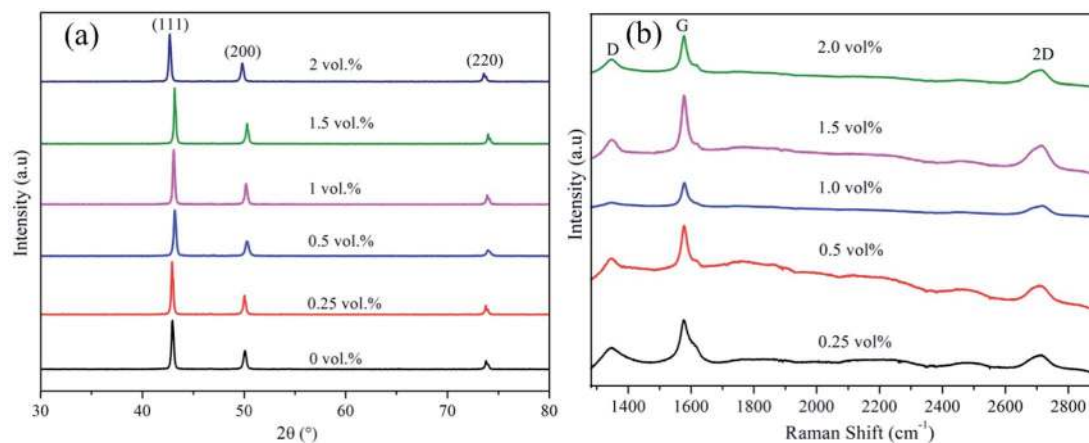 (a)
(111)
(200)
(220)
2 vol.%
1.5 vol.%
1 vol.%
0.5 vol.%
0.25 vol.%
0 vol.%
Intensity (a.u)
30 40 50 60 70 80
2θ (°)
(b)
D
G
2D
2.0 vol%
1.5 vol%
1.0 vol%
0.5 vol%
0.25 vol%
Intensity (a.u)
1400 1600 1800 2000 2200 2400 2600 2800
Raman Shift (cm⁻¹)